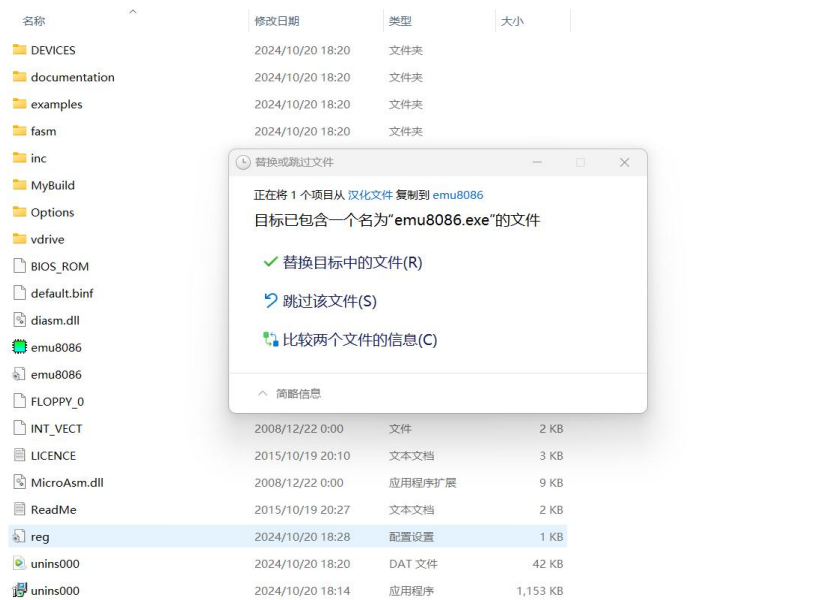 名称 修改日期 类型 大小
DEVICES 2024/10/20 18:20 文件夹
documentation 2024/10/20 18:20 文件夹
examples 2024/10/20 18:20 文件夹
fasm 2024/10/20 18:20 文件夹
inc
MyBuild
Options
vdrive
BIOS_ROM
default.binf
diasm.dll
emu8086
emu8086
FLOPPY_0
替换或跳过文件
正在将 1 个项目从 汉化文件 复制到 emu8086
目标已包含一个名为“emu8086.exe”的文件
替换目标中的文件(R)
跳过该文件(S)
比较两个文件的信息(C)
简略信息
INT_VECT 2008/12/22 0:00 文件 2 KB
LICENCE 2015/10/19 20:10 文本文档 3 KB
MicroAsm.dll 2008/12/22 0:00 应用程序扩展 9 KB
ReadMe 2015/10/19 20:27 文本文档 2 KB
reg 2024/10/20 18:28 配置设置 1 KB
unins000 2024/10/20 18:20 DAT 文件 42 KB
unins000 2024/10/20 18:14 应用程序 1,153 KB